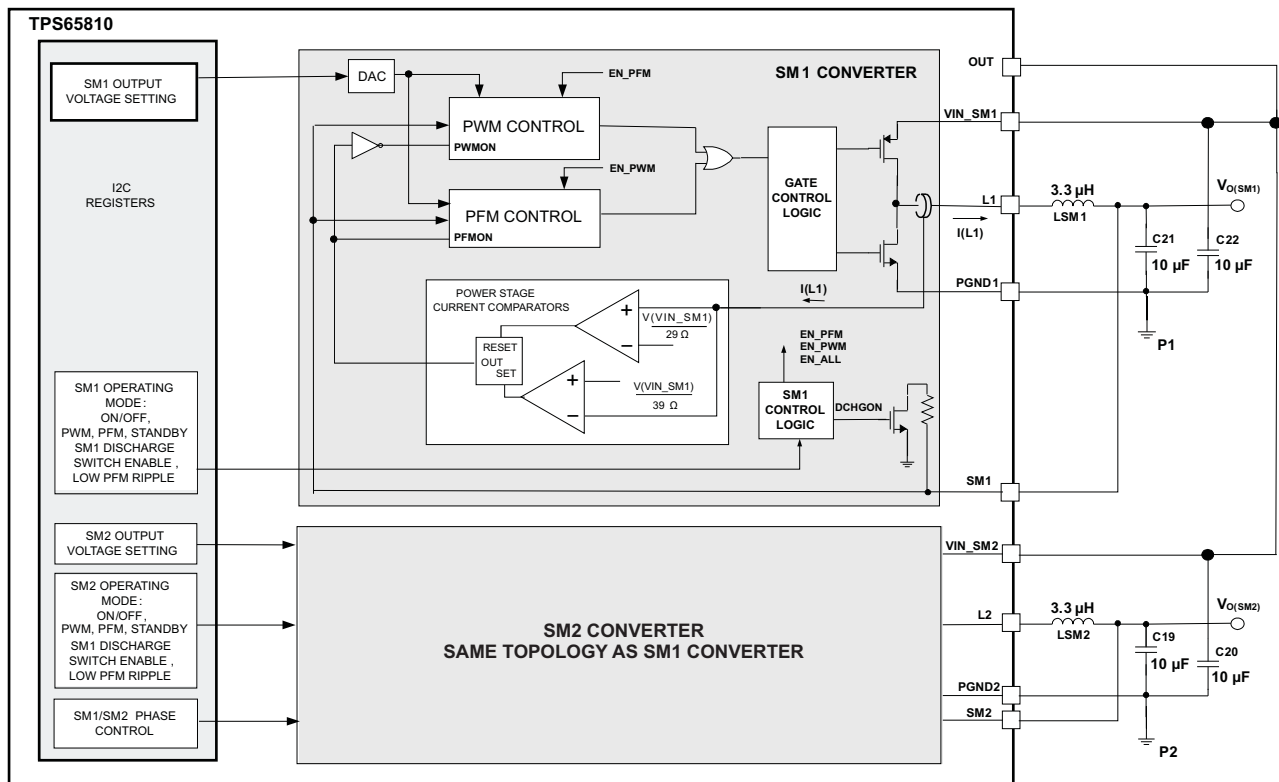 TPS65810
SM1 OUTPUT
VOLTAGE SETTING
I2C
REGISTERS
SM1 OPERATING
MODE:
ON/OFF,
PWM, PFM, STANDBY
SM1 DISCHARGE
SWITCH ENABLE ,
LOW PFM RIPPLE
SM2 OUTPUT
VOLTAGE SETTING
SM2 OPERATING
MODE:
ON/OFF,
PWM, PFM, STANDBY
SM1 DISCHARGE
SWITCH ENABLE ,
LOW PFM RIPPLE
SM1/SM2 PHASE
CONTROL
DAC
EN_PFM
SM1 CONVERTER
PWM CONTROL
PWMON
EN_PWM
PFM CONTROL
PFMON
GATE
CONTROL
LOGIC
POWER STAGE
CURRENT COMPARATORS
RESET
OUT
SET
+
−
V(VIN_SM1)
29 Ω
+
−
V(VIN_SM1)
39 Ω
I(L1)
EN_PFM
EN_PWM
EN_ALL
SM1
CONTROL
LOGIC
DCHGON
OUT
VIN_SM1
L1
I(L1)
PGND1
SM1
3.3 µH
LSM1
VO(SM1)
C21
10 µF
C22
10 µF
P1
SM2 CONVERTER
SAME TOPOLOGY AS SM1 CONVERTER
VIN_SM2
L2
PGND2
SM2
3.3 µH
LSM2
VO(SM2)
C19
10 µF
C20
10 µF
P2